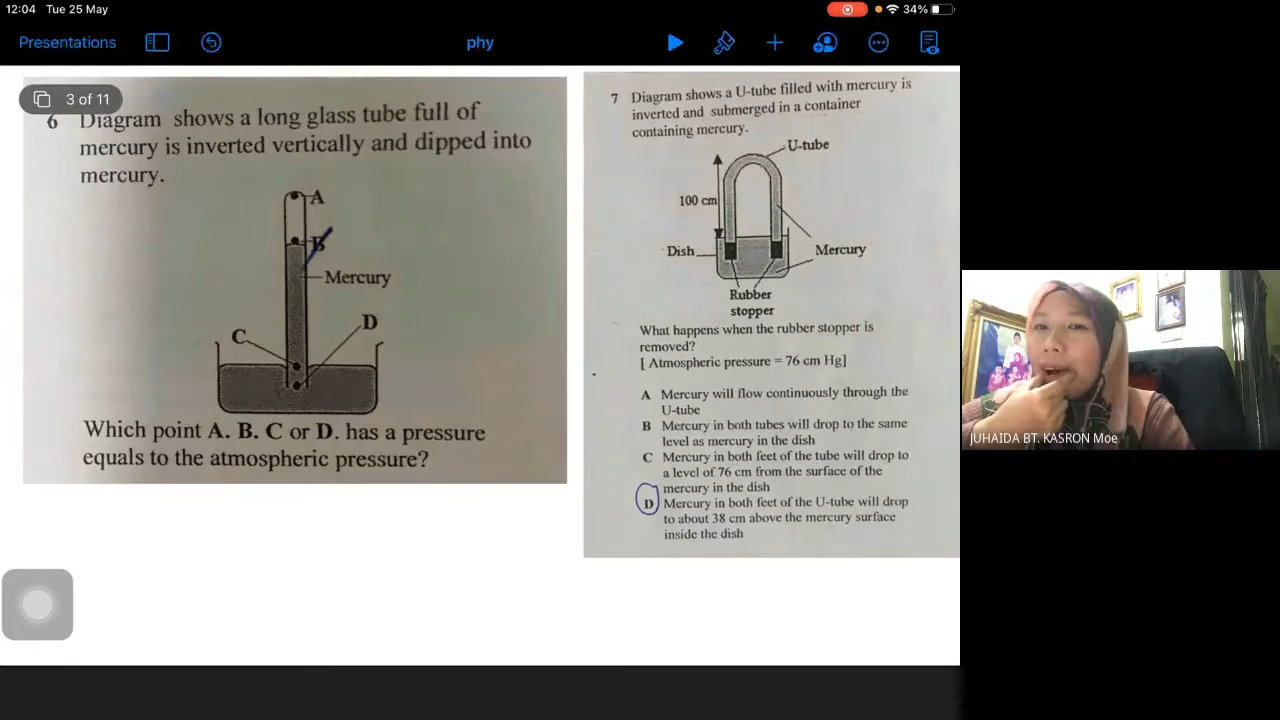 12:04 Tue 25 May
34%
Presentations
phy
3 of 11
6 Diagram shows a long glass tube full of
mercury is inverted vertically and dipped into
mercury.
A
B
Mercury
C
D
Which point A. B. C or D. has a pressure
equals to the atmospheric pressure?
7 Diagram shows a U-tube filled with mercury is
inverted and submerged in a container
containing mercury.
U-tube
100 cm
Dish
Mercury
Rubber
stopper
What happens when the rubber stopper is
removed?
[ Atmospheric pressure = 76 cm Hg]
A Mercury will flow continuously through the
U-tube
B Mercury in both tubes will drop to the same
level as mercury in the dish
C Mercury in both feet of the tube will drop to
a level of 76 cm from the surface of the
mercury in the dish
D Mercury in both feet of the U-tube will drop
to about 38 cm above the mercury surface
inside the dish
JUHAIDA BT. KASRON Moe